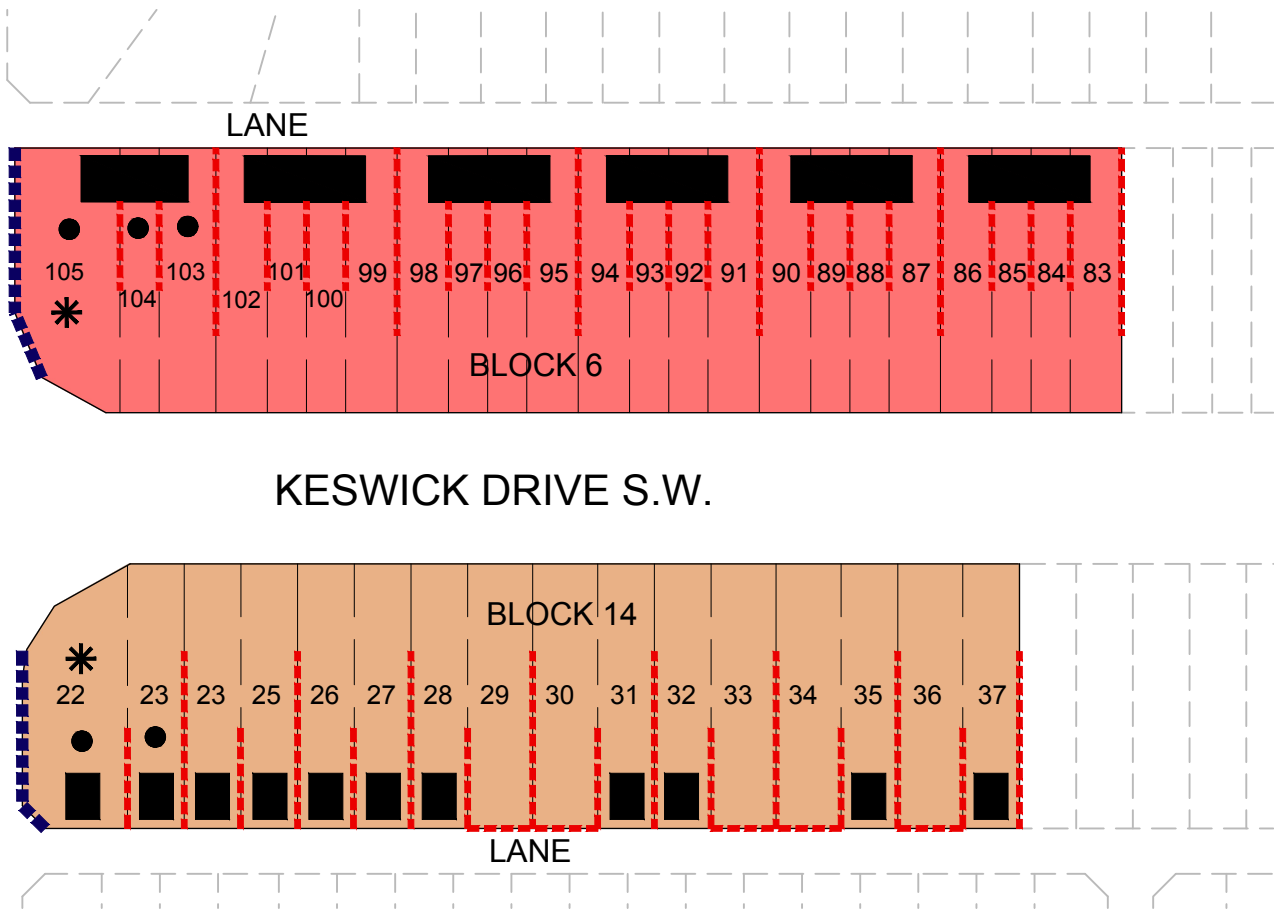 LANE
105 103 101 99 98 97 96 95 94 93 92 91 90 89 88 87 86 85 84 83
104 102 100
BLOCK 6
KESWICK DRIVE S.W.
BLOCK 14
22 23 23 25 26 27 28 29 30 31 32 33 34 35 36 37
LANE